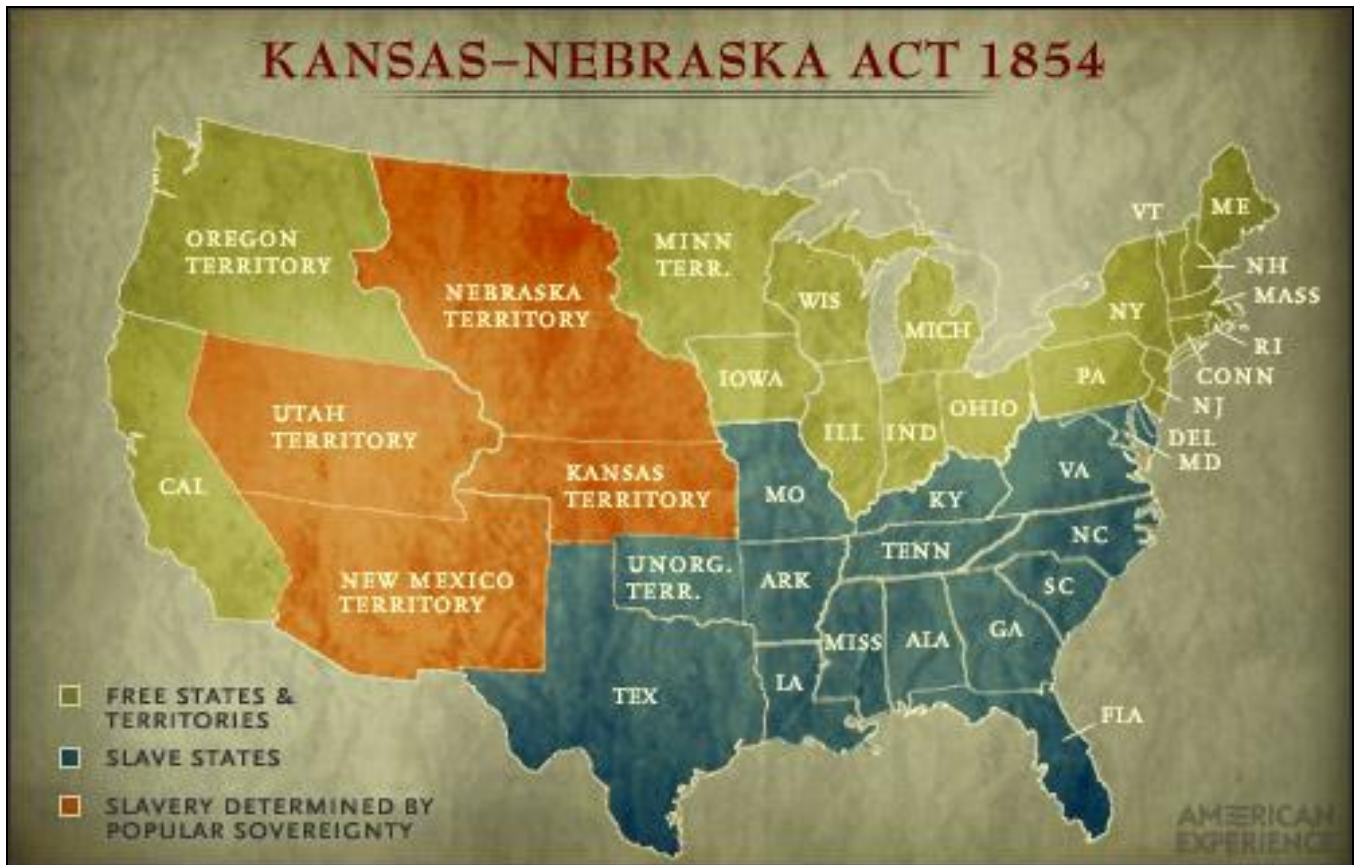 KANSAS–NEBRASKA ACT 1854
OREGON
TERRITORY
NEBRASKA
TERRITORY
MINN
TERR.
WIS
MICH
VT
ME
NH
MASS
NY
RI
CONN
NJ
PA
DEL
MD
IOWA
ILL
IND
OHIO
UTAH
TERRITORY
CAL
KANSAS
TERRITORY
MO
KY
VA
NEW MEXICO
TERRITORY
UNORG.
TERR.
ARK
TENN
NC
SC
TEX
LA
MISS
ALA
GA
FLA
FREE STATES &
TERRITORIES
SLAVE STATES
SLAVERY DETERMINED BY
POPULAR SOVEREIGNTY
AMERICAN
EXPERIENCE